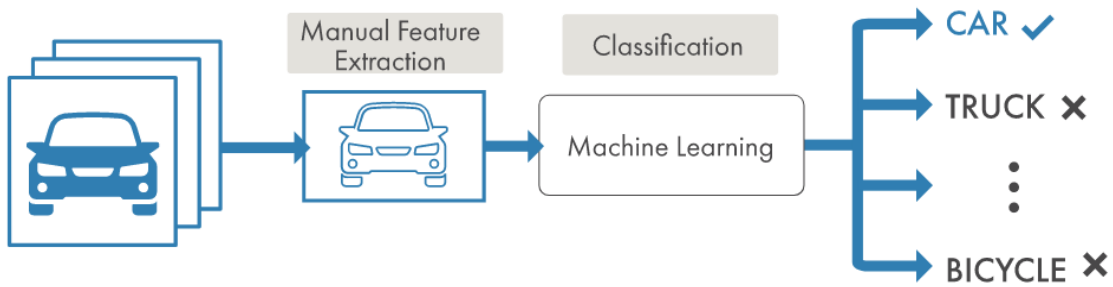 Manual Feature
Extraction
Classification
Machine Learning
CAR
TRUCK
BICYCLE